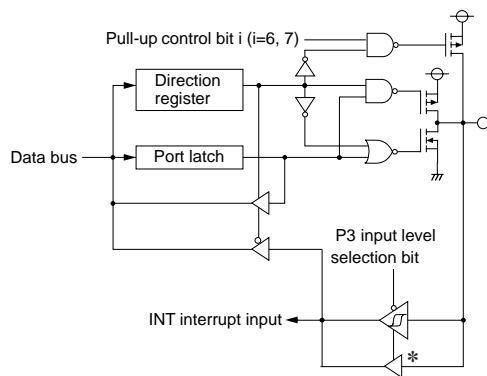 Pull-up control bit i (i=6, 7)
Direction
register
Data bus
Port latch
P3 input level
selection bit
INT interrupt input
*